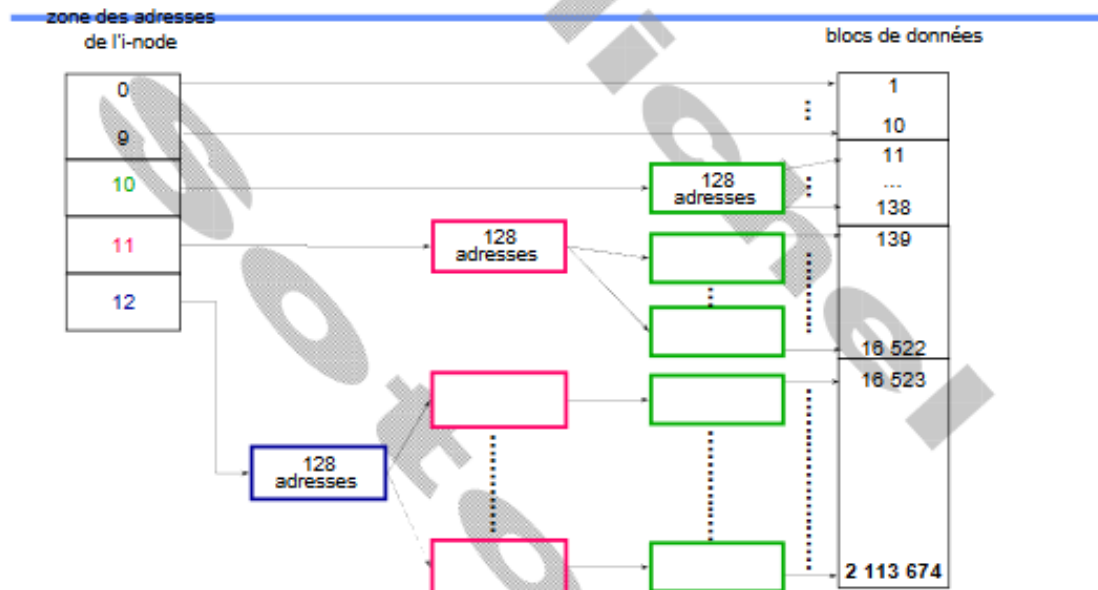 zone des adresses
de l'i-node
blocs de données
0
9
10
11
12
128
adresses
128
adresses
128
adresses
1
10
11
...
138
139
16 522
16 523
2 113 674